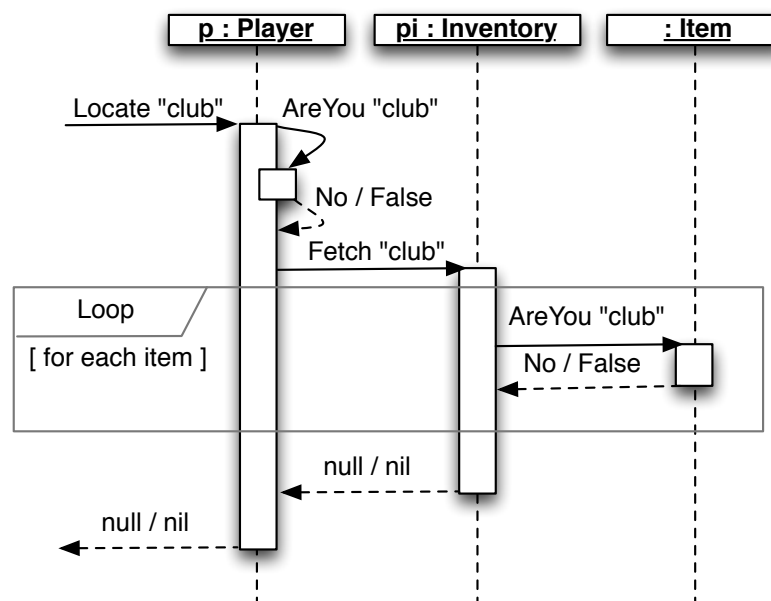 p : Player
pi : Inventory
: Item
Locate "club"
AreYou "club"
No / False
Fetch "club"
Loop
[ for each item ]
AreYou "club"
No / False
null / nil
null / nil